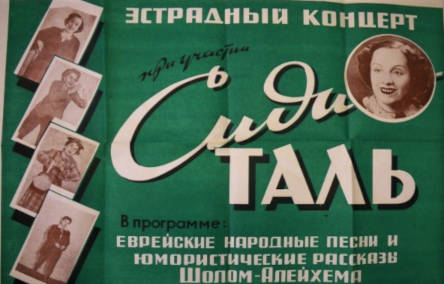 ЭСТРАДНЫЙ КОНЦЕРТ
при участии
Сиди
ТАЛЬ
В программе:
ЕВРЕЙСКИЕ НАРОДНЫЕ ПЕСНИ И
ЮМОРИСТИЧЕСКИЕ РАССКАЗЫ
ШОЛОМ-АЛЕЙХЕМА